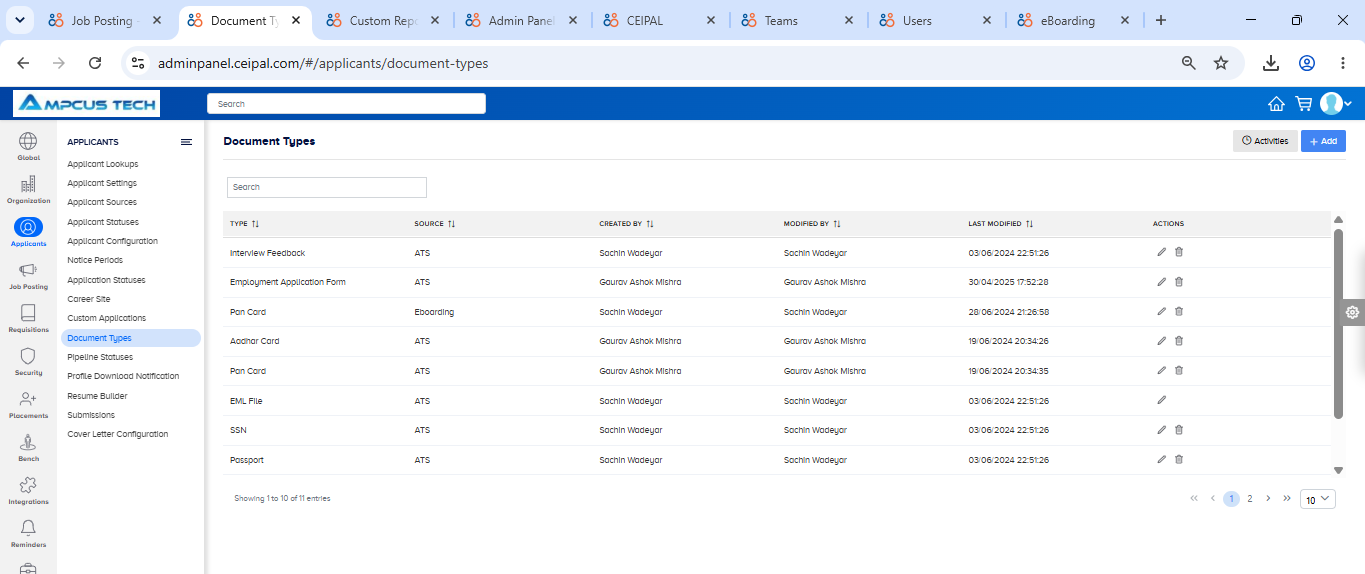 Job Posting
Document Ty
Custom Repo
Admin Panel
CEIPAL
Teams
Users
eBoarding
adminpanel.ceipal.com/#/applicants/document-types
AMPCUS TECH
Search
Global
Organization
Applicants
Job Posting
Requisitions
Security
Placements
Bench
Integrations
Reminders
APPLICANTS
Applicant Lookups
Applicant Settings
Applicant Sources
Applicant Statuses
Applicant Configuration
Notice Periods
Application Statuses
Career Site
Custom Applications
Document Types
Pipeline Statuses
Profile Download Notification
Resume Builder
Submissions
Cover Letter Configuration
Document Types
Activities
+ Add
Search
TYPE SOURCE CREATED BY MODIFIED BY LAST MODIFIED ACTIONS
Interview Feedback ATS Sachin Wadeyar Sachin Wadeyar 03/06/2024 22:51:26
Employment Application Form ATS Gaurav Ashok Mishra Gaurav Ashok Mishra 30/04/2025 17:52:28
Pan Card Eboarding Sachin Wadeyar Sachin Wadeyar 28/06/2024 21:26:58
Aadhar Card ATS Gaurav Ashok Mishra Gaurav Ashok Mishra 19/06/2024 20:34:26
Pan Card ATS Gaurav Ashok Mishra Gaurav Ashok Mishra 19/06/2024 20:34:35
EML File ATS Sachin Wadeyar Sachin Wadeyar 03/06/2024 22:51:26
SSN ATS Sachin Wadeyar Sachin Wadeyar 03/06/2024 22:51:26
Passport ATS Sachin Wadeyar Sachin Wadeyar 03/06/2024 22:51:26
Showing 1 to 10 of 11 entries
« ‹ 1 2 › » 10